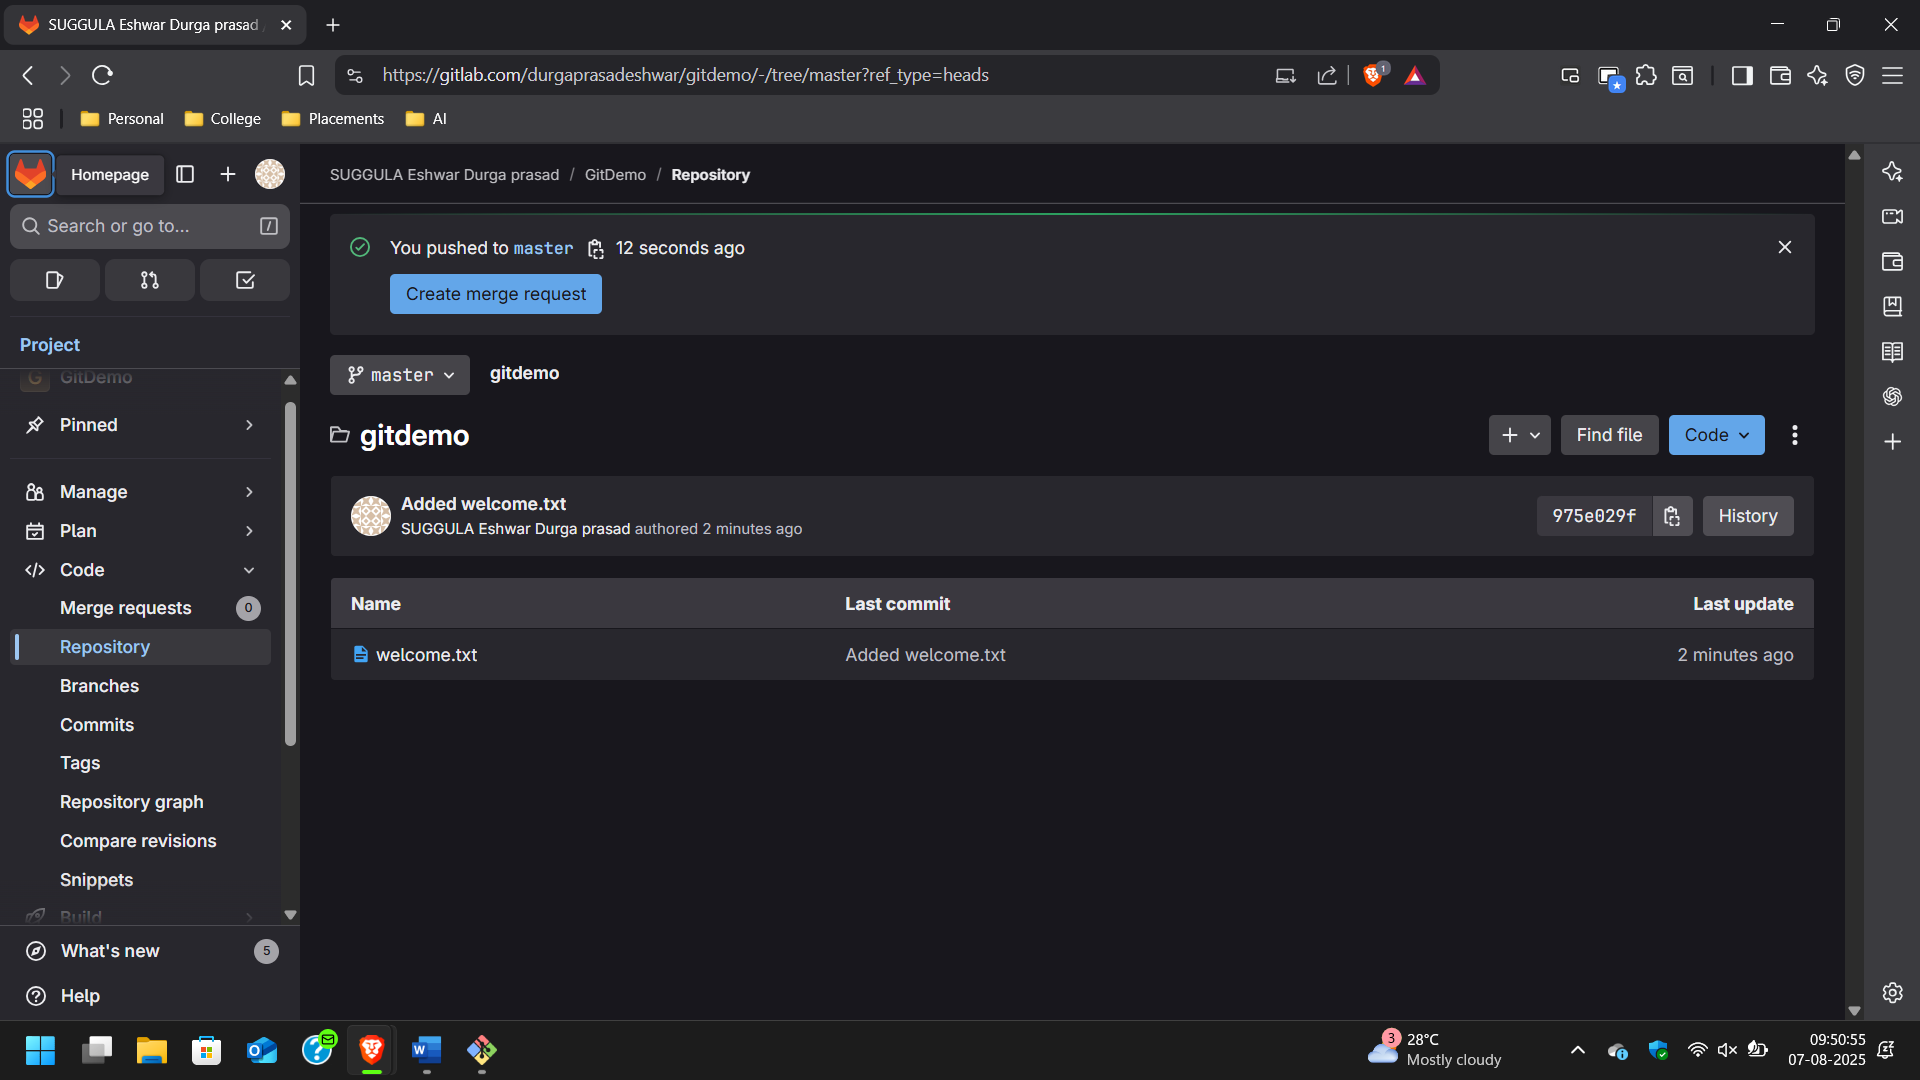 SUGGULA Eshwar Durga prasad
https://gitlab.com/durgaprasadeshwar/gitdemo/-/tree/master?ref_type=heads
1
Personal
College
Placements
AI
Homepage
SUGGULA Eshwar Durga prasad / GitDemo / Repository
Search or go to...
/
You pushed to master 12 seconds ago
Create merge request
Project
G GitDemo
master
gitdemo
Pinned
gitdemo
Find file
Code
Manage
Plan
Code
Merge requests 0
Repository
Branches
Commits
Tags
Repository graph
Compare revisions
Snippets
Build
What's new 5
Help
Added welcome.txt
SUGGULA Eshwar Durga prasad authored 2 minutes ago
975e029f
History
Name Last commit Last update
welcome.txt Added welcome.txt 2 minutes ago
3
28°C
Mostly cloudy
09:50:55
07-08-2025